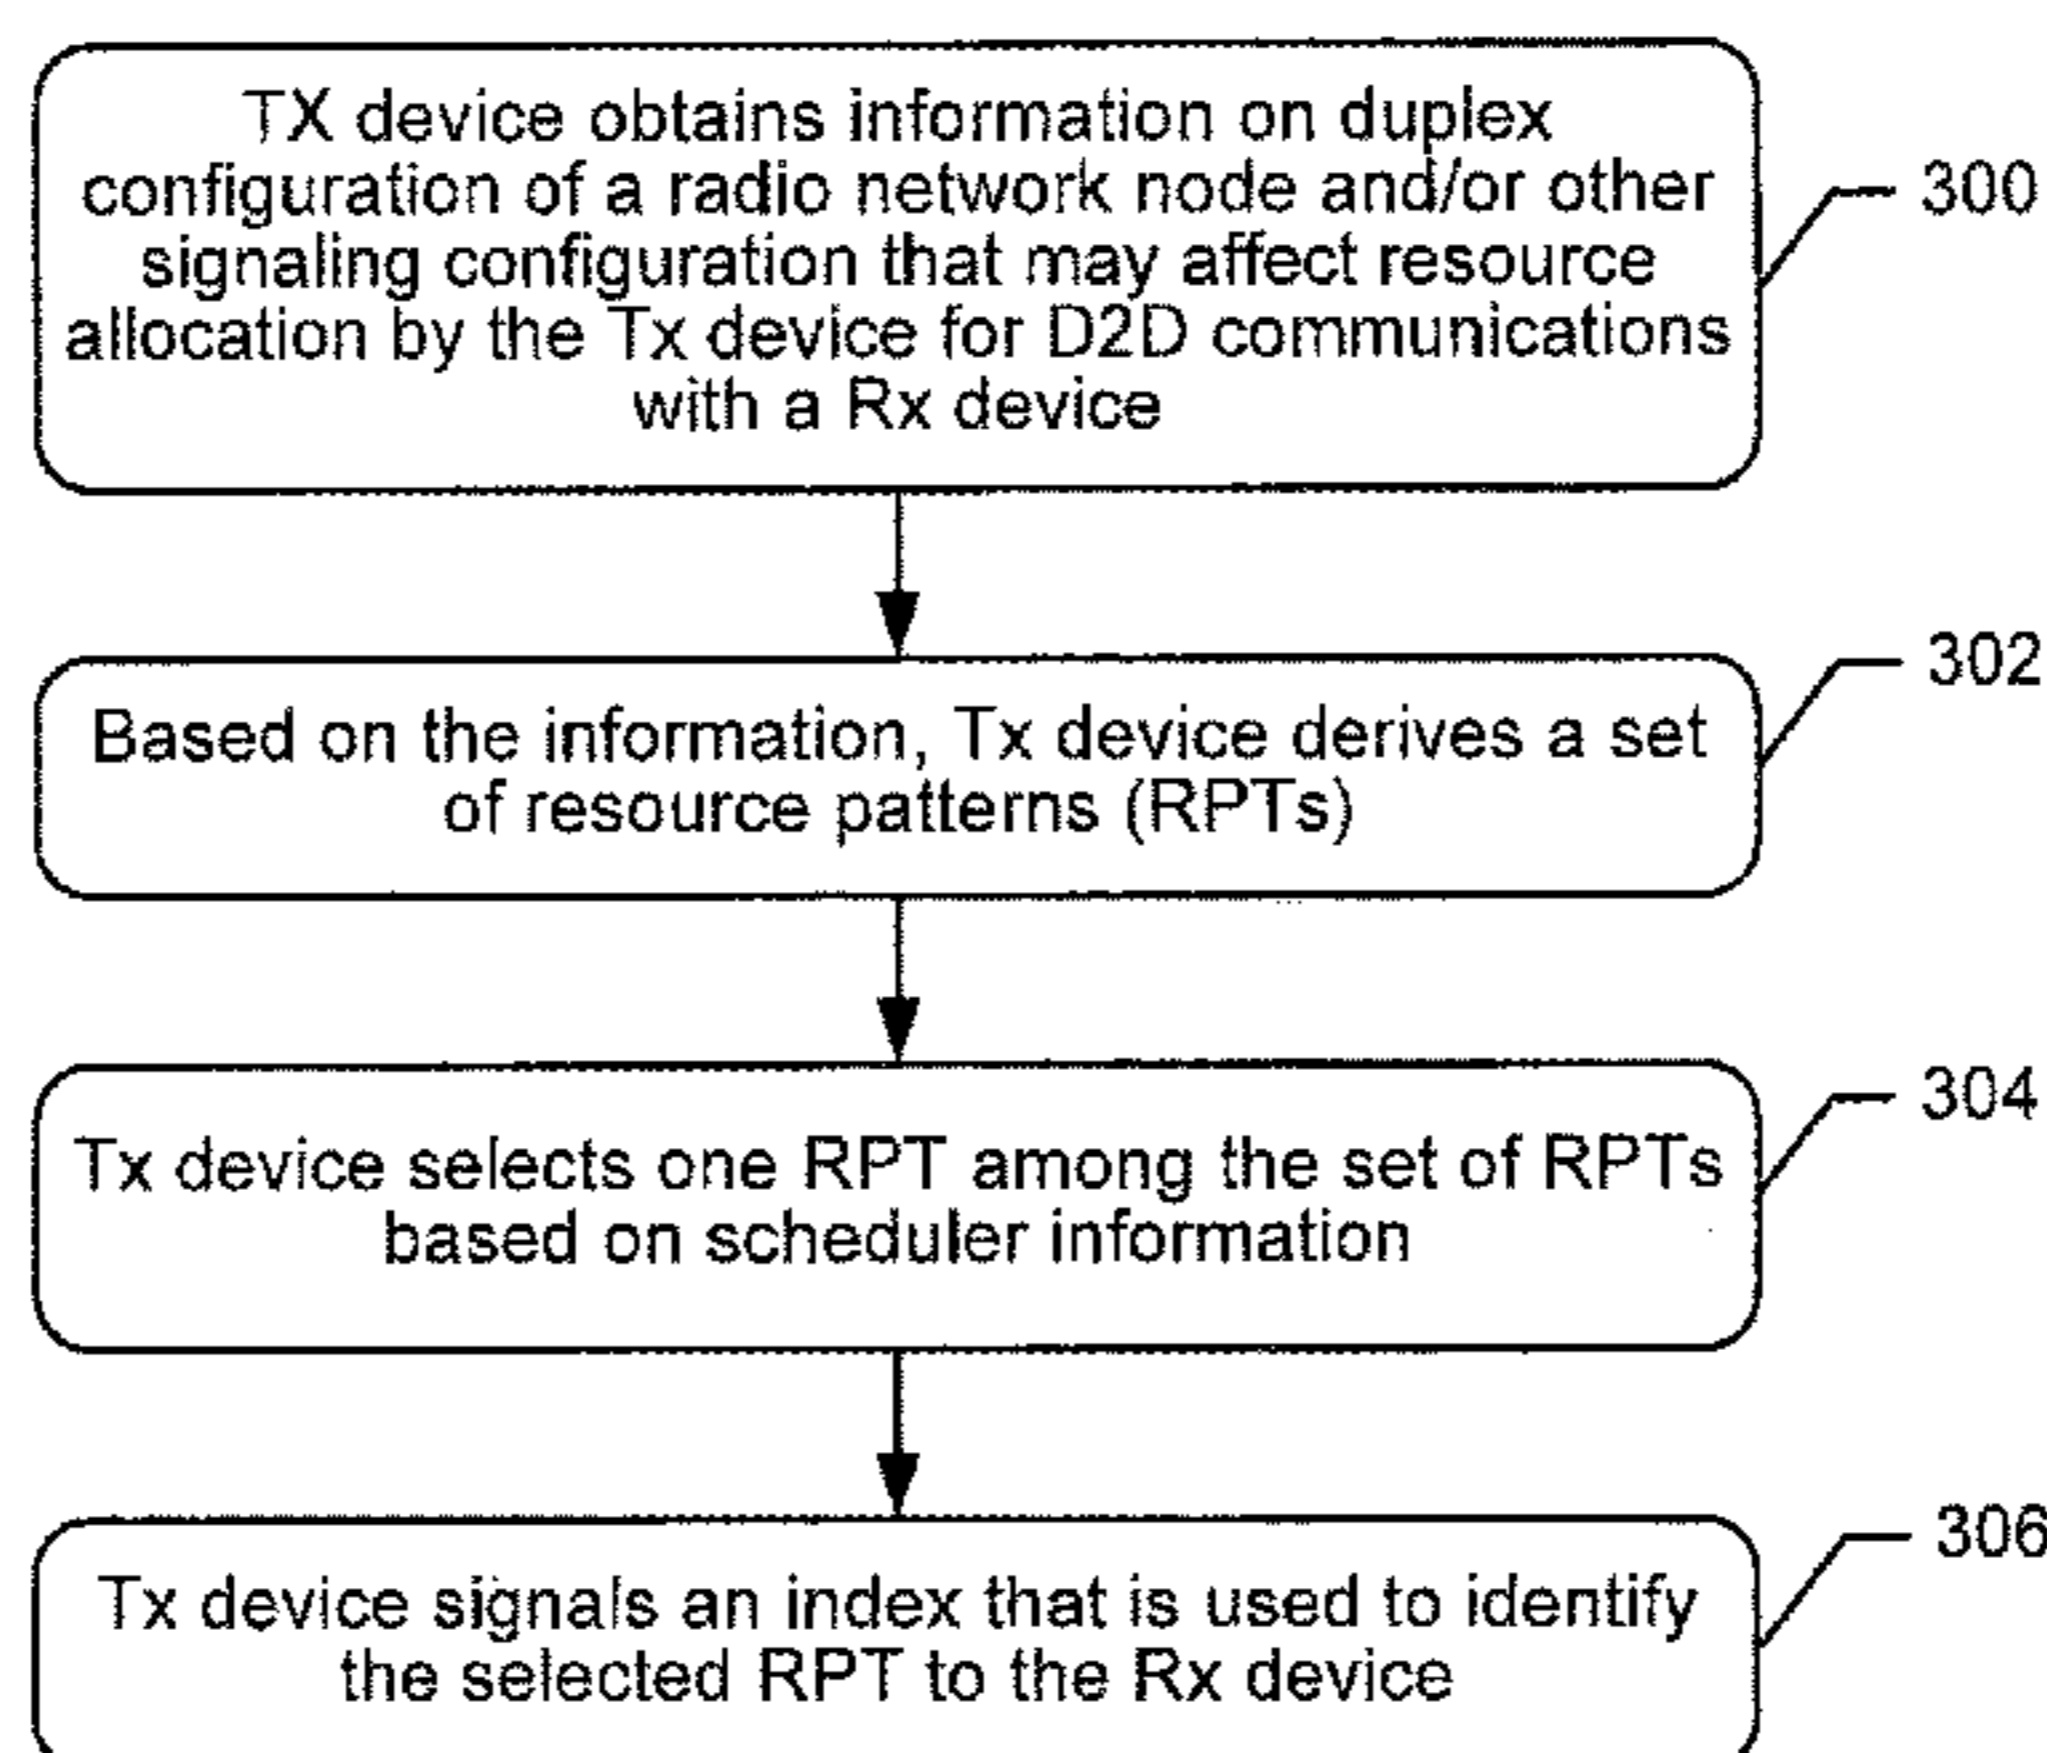 TX device obtains information on duplex
configuration of a radio network node and/or other
signaling configuration that may affect resource
allocation by the Tx device for D2D communications
with a Rx device
300
Based on the information, Tx device derives a set
of resource patterns (RPTs)
302
Tx device selects one RPT among the set of RPTs
based on scheduler information
304
Tx device signals an index that is used to identify
the selected RPT to the Rx device
306